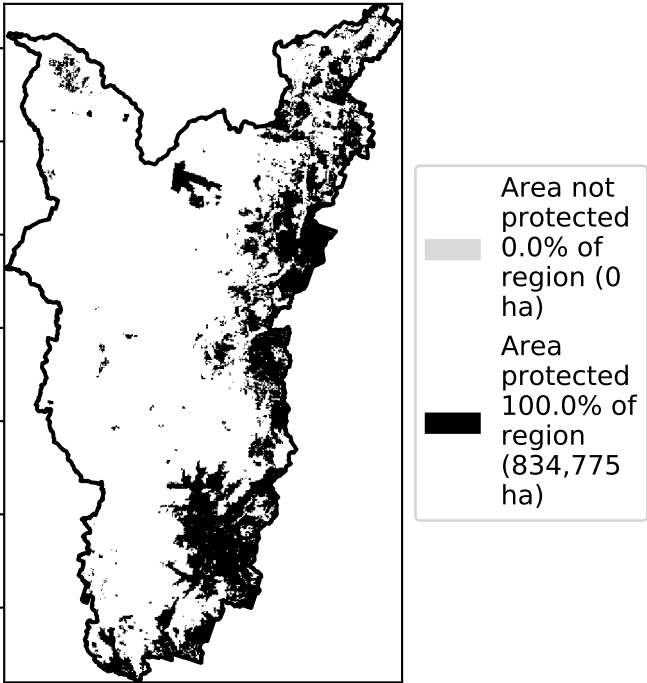 Area not
protected
0.0% of
region (0
ha)
Area
protected
100.0% of
region
(834,775
ha)